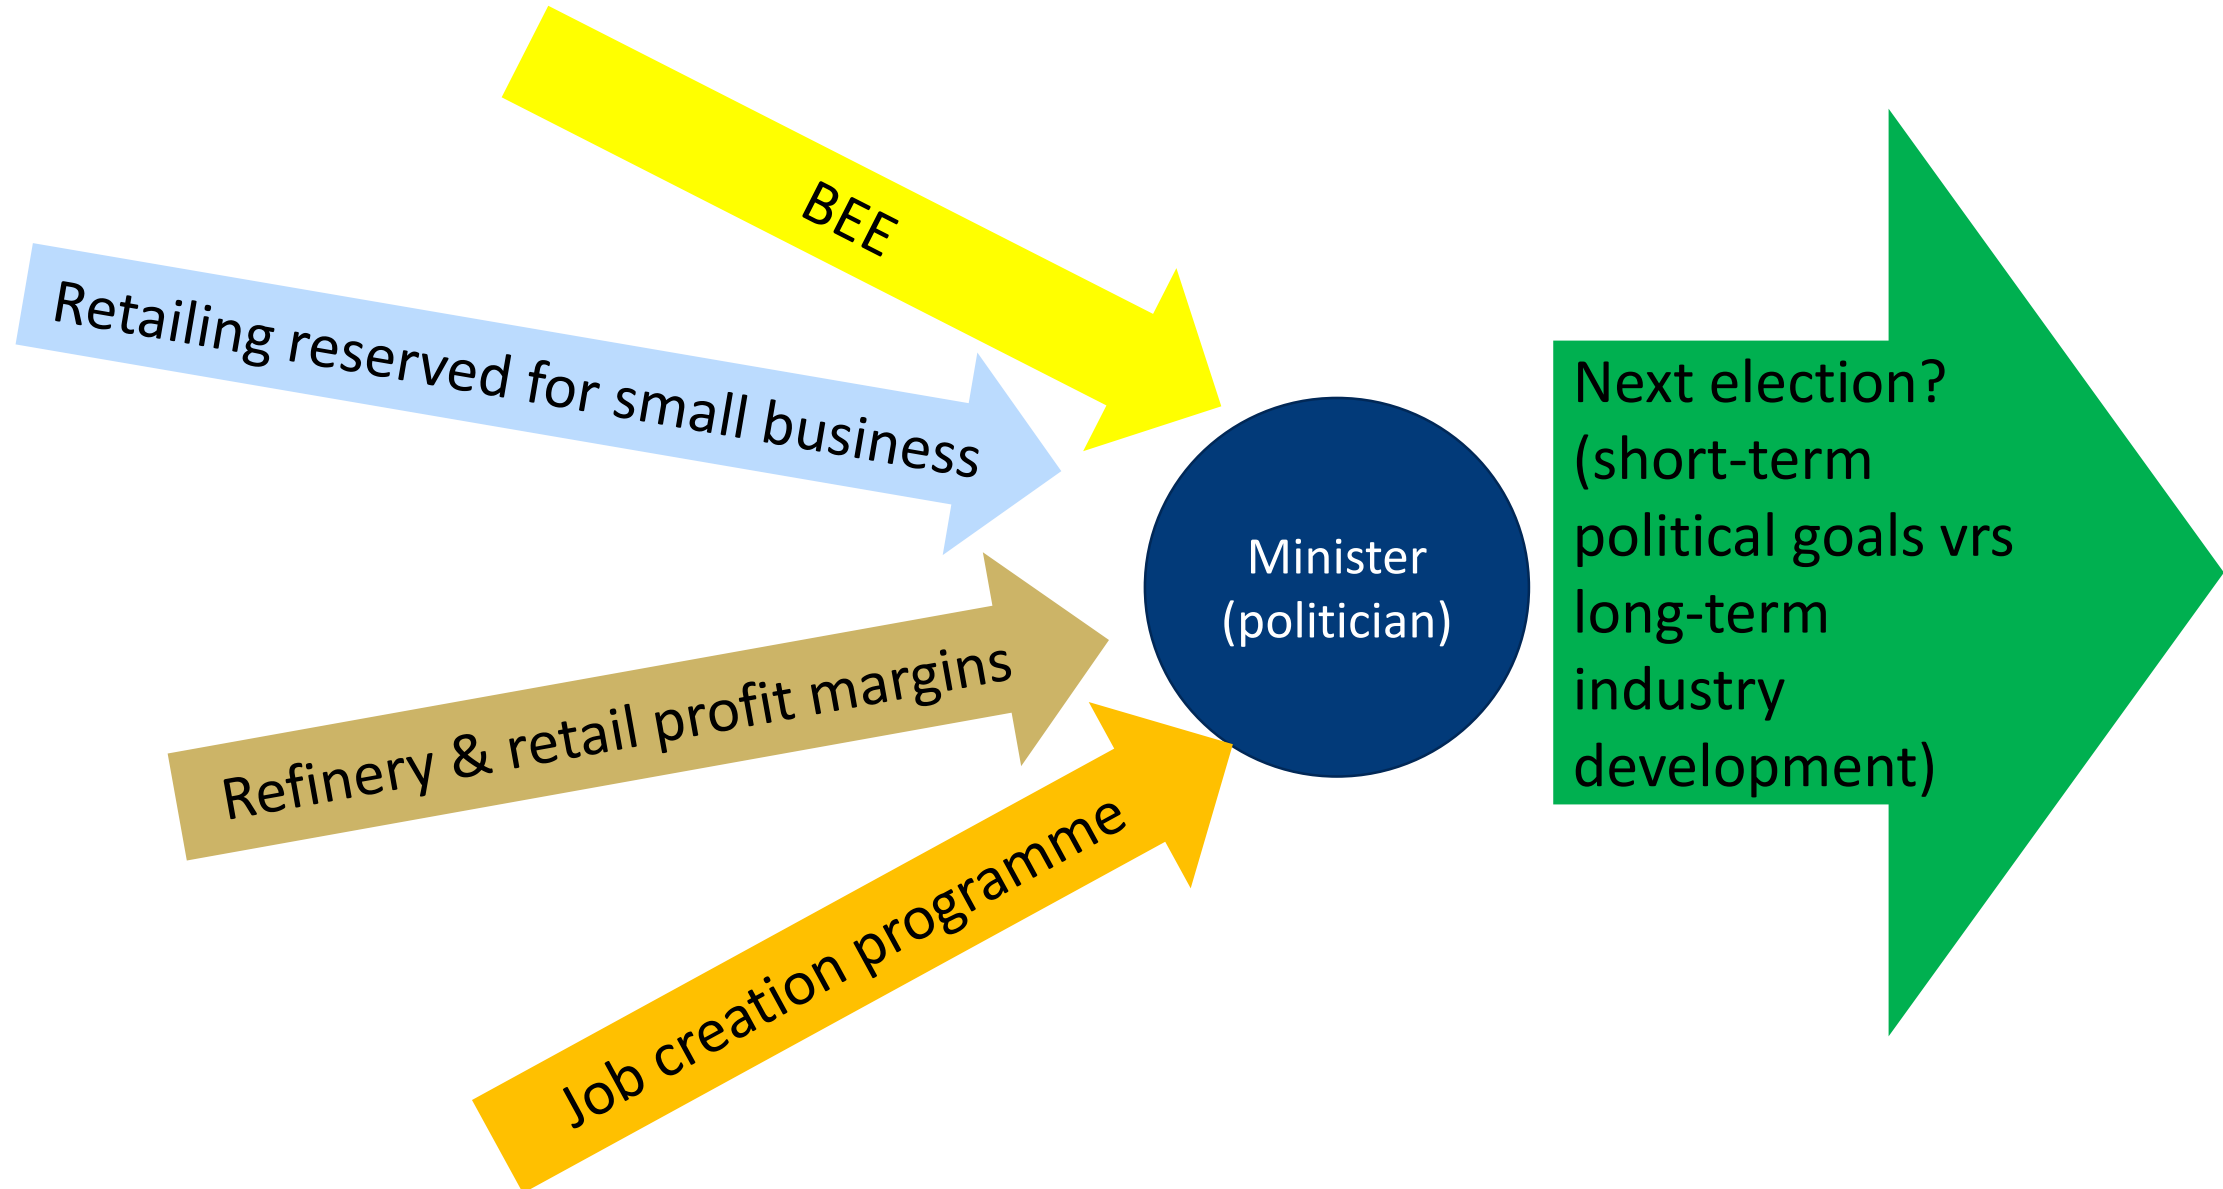 BEE
Retailing reserved for small business
Refinery & retail profit margins
Job creation programme
Minister
(politician)
Next election?
(short-term
political goals vrs
long-term
industry
development)